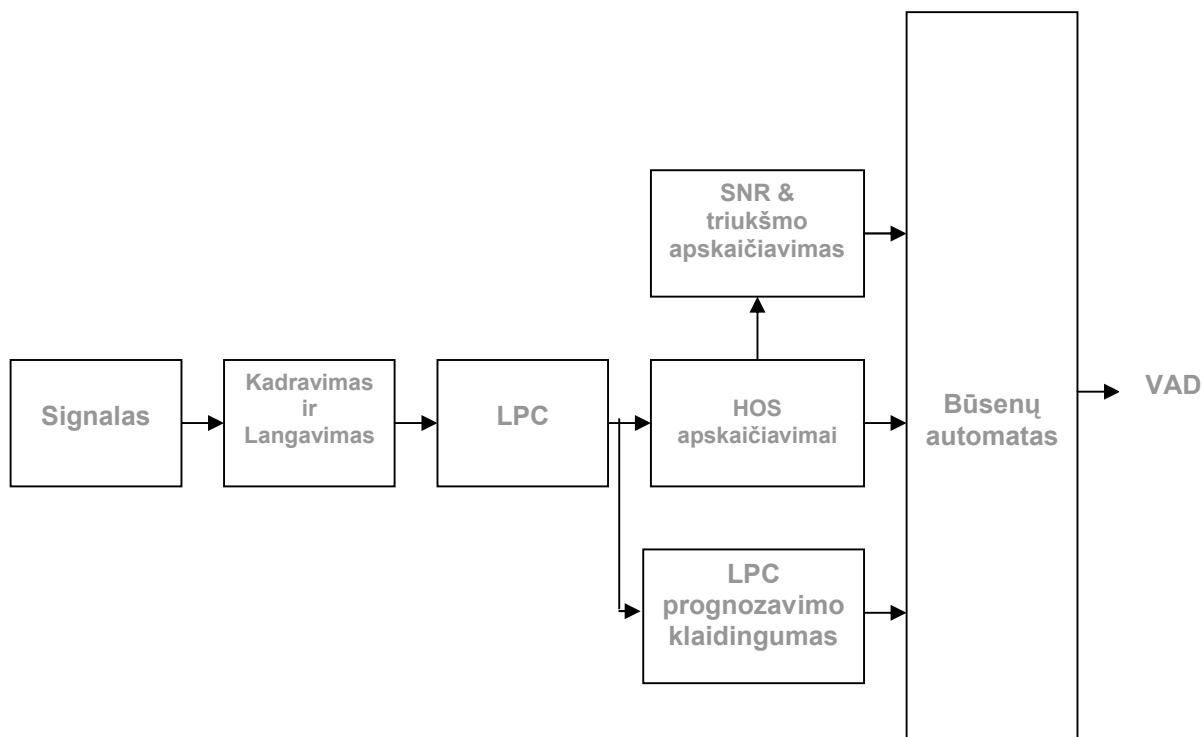 SNR &
triukšmo
apskaičiavimas
Signalas
Kadravimas
ir
Langavimas
LPC
HOS
apskaičiavimai
LPC
prognozavimo
klaidingumas
Būsenų
automatas
VAD